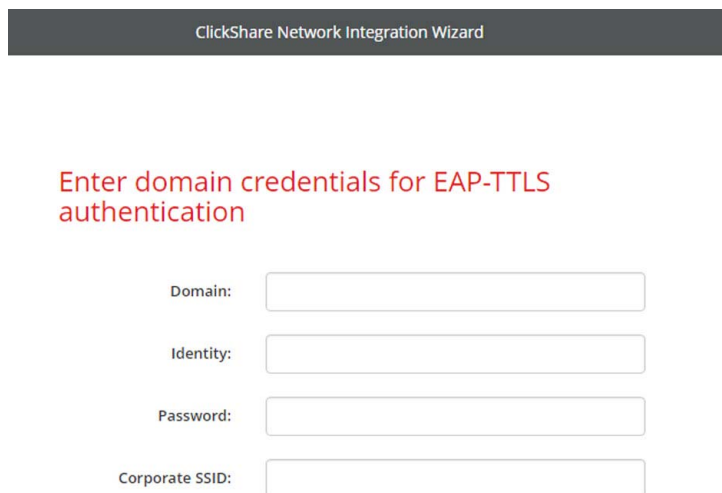 ClickShare Network Integration Wizard
Enter domain credentials for EAP-TTLS
authentication
Domain:
Identity:
Password:
Corporate SSID: